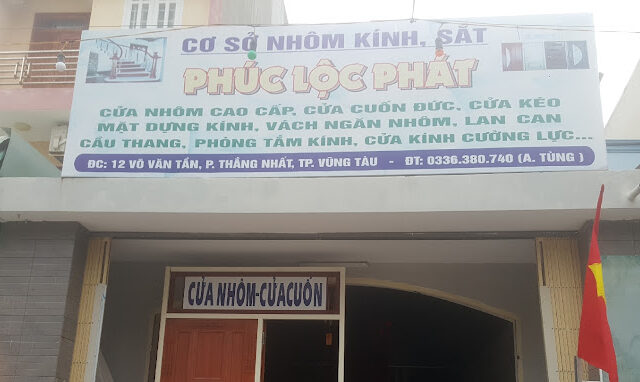 CƠ SỞ NHÔM KÍNH, SẮT
PHÚC LỘC PHÁT
CỬA NHÔM CAO CẤP, CỬA CUỐN ĐỨC, CỬA KÉO
MẶT DỰNG KÍNH, VÁCH NGĂN NHÔM, LAN CAN
CẦU THANG, PHÒNG TẮM KÍNH, CỬA KÍNH CƯỜNG LỰC...
ĐC: 12 VÕ VĂN TẦN, P. THẮNG NHẤT, TP. VŨNG TÀU - ĐT: 0336.380.740 (A. TÙNG )
CỬA NHÔM-CỬACUỐN